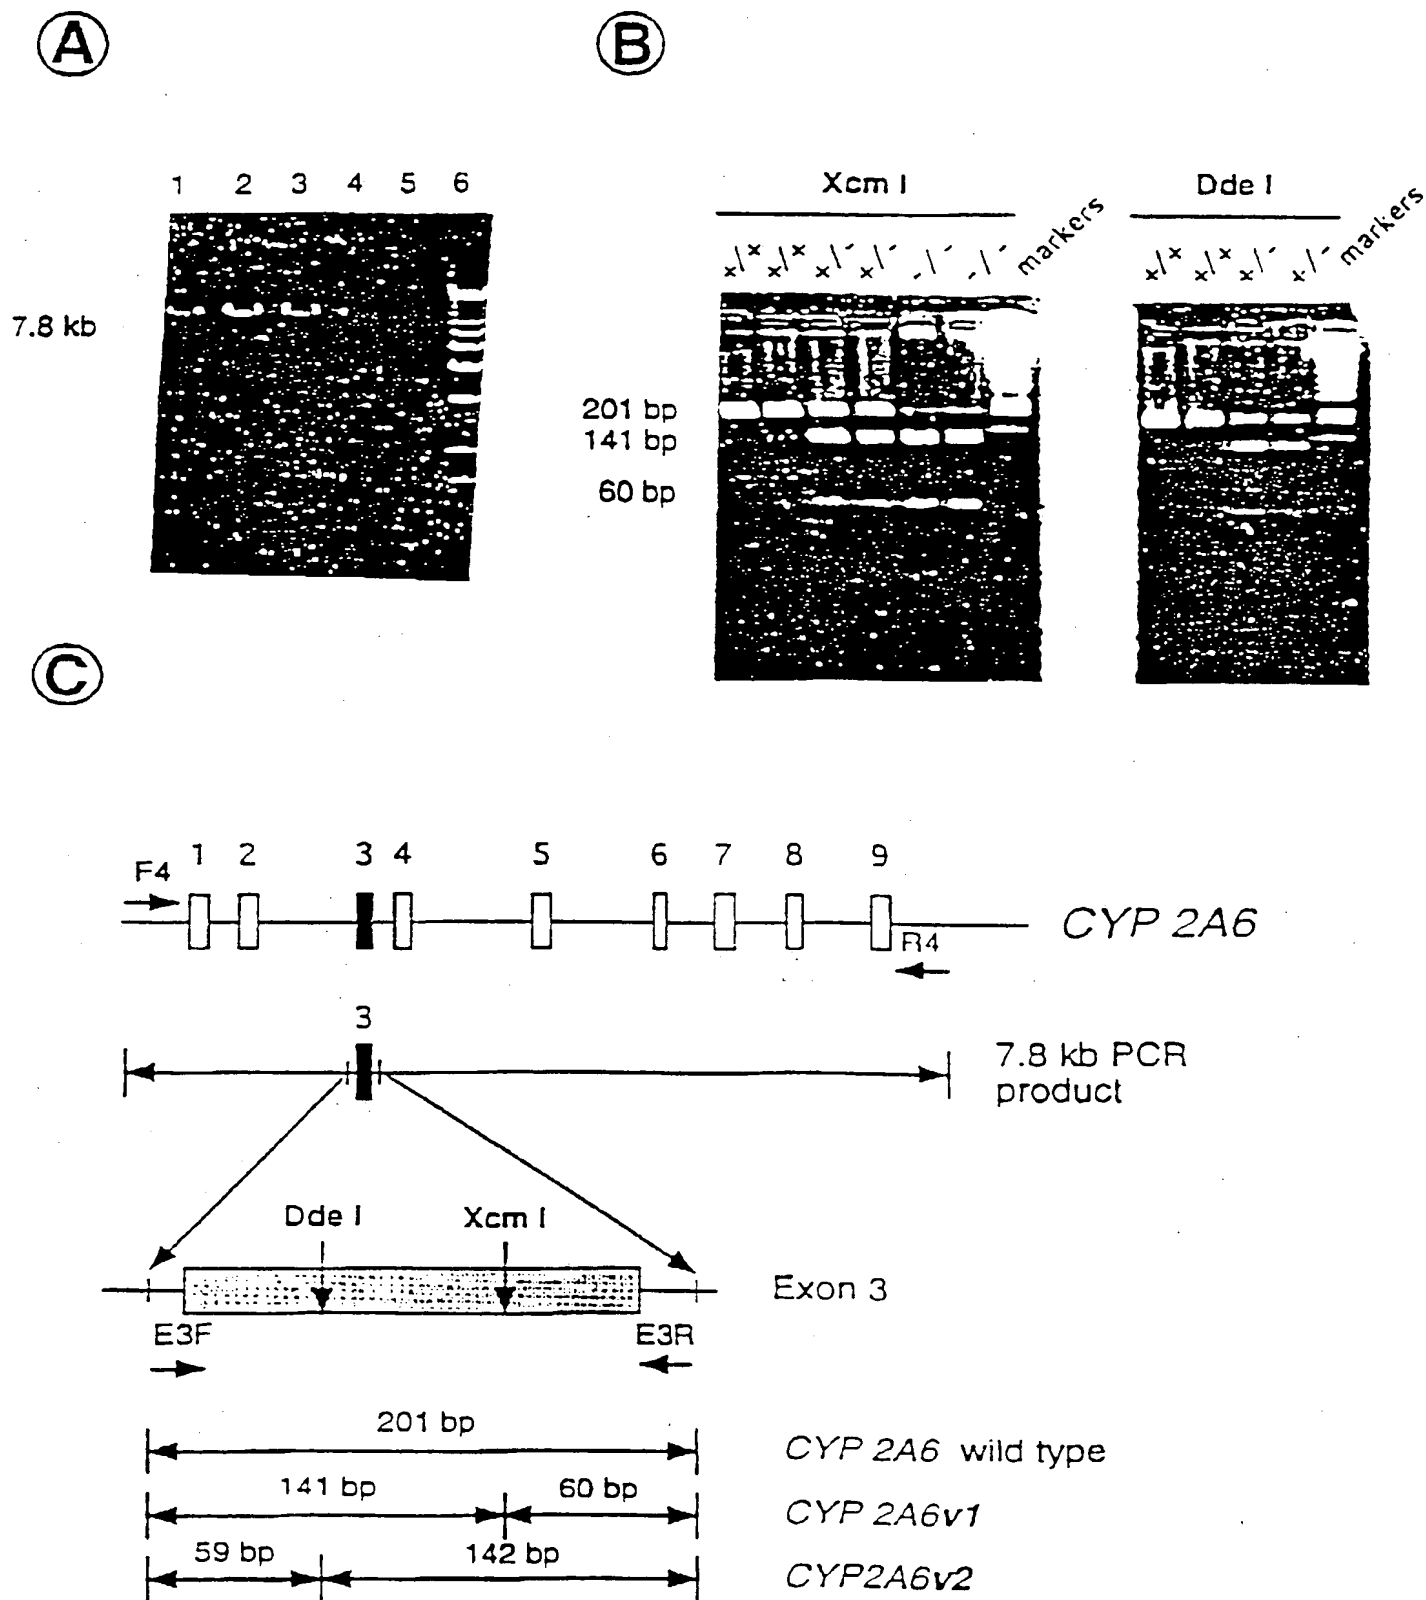 A
B
1 2 3 4 5 6
7.8 kb
Xcm I
Dde I
+/+ +/+ +/- +/- -/- -/- markers
+/+ +/+ +/- +/- markers
201 bp
141 bp
60 bp
C
F4
1 2 3 4 5 6 7 8 9
CYP 2A6
R4
3
7.8 kb PCR
product
Dde I
Xcm I
Exon 3
E3F
E3R
201 bp
CYP 2A6 wild type
141 bp
60 bp
CYP 2A6v1
59 bp
142 bp
CYP2A6v2